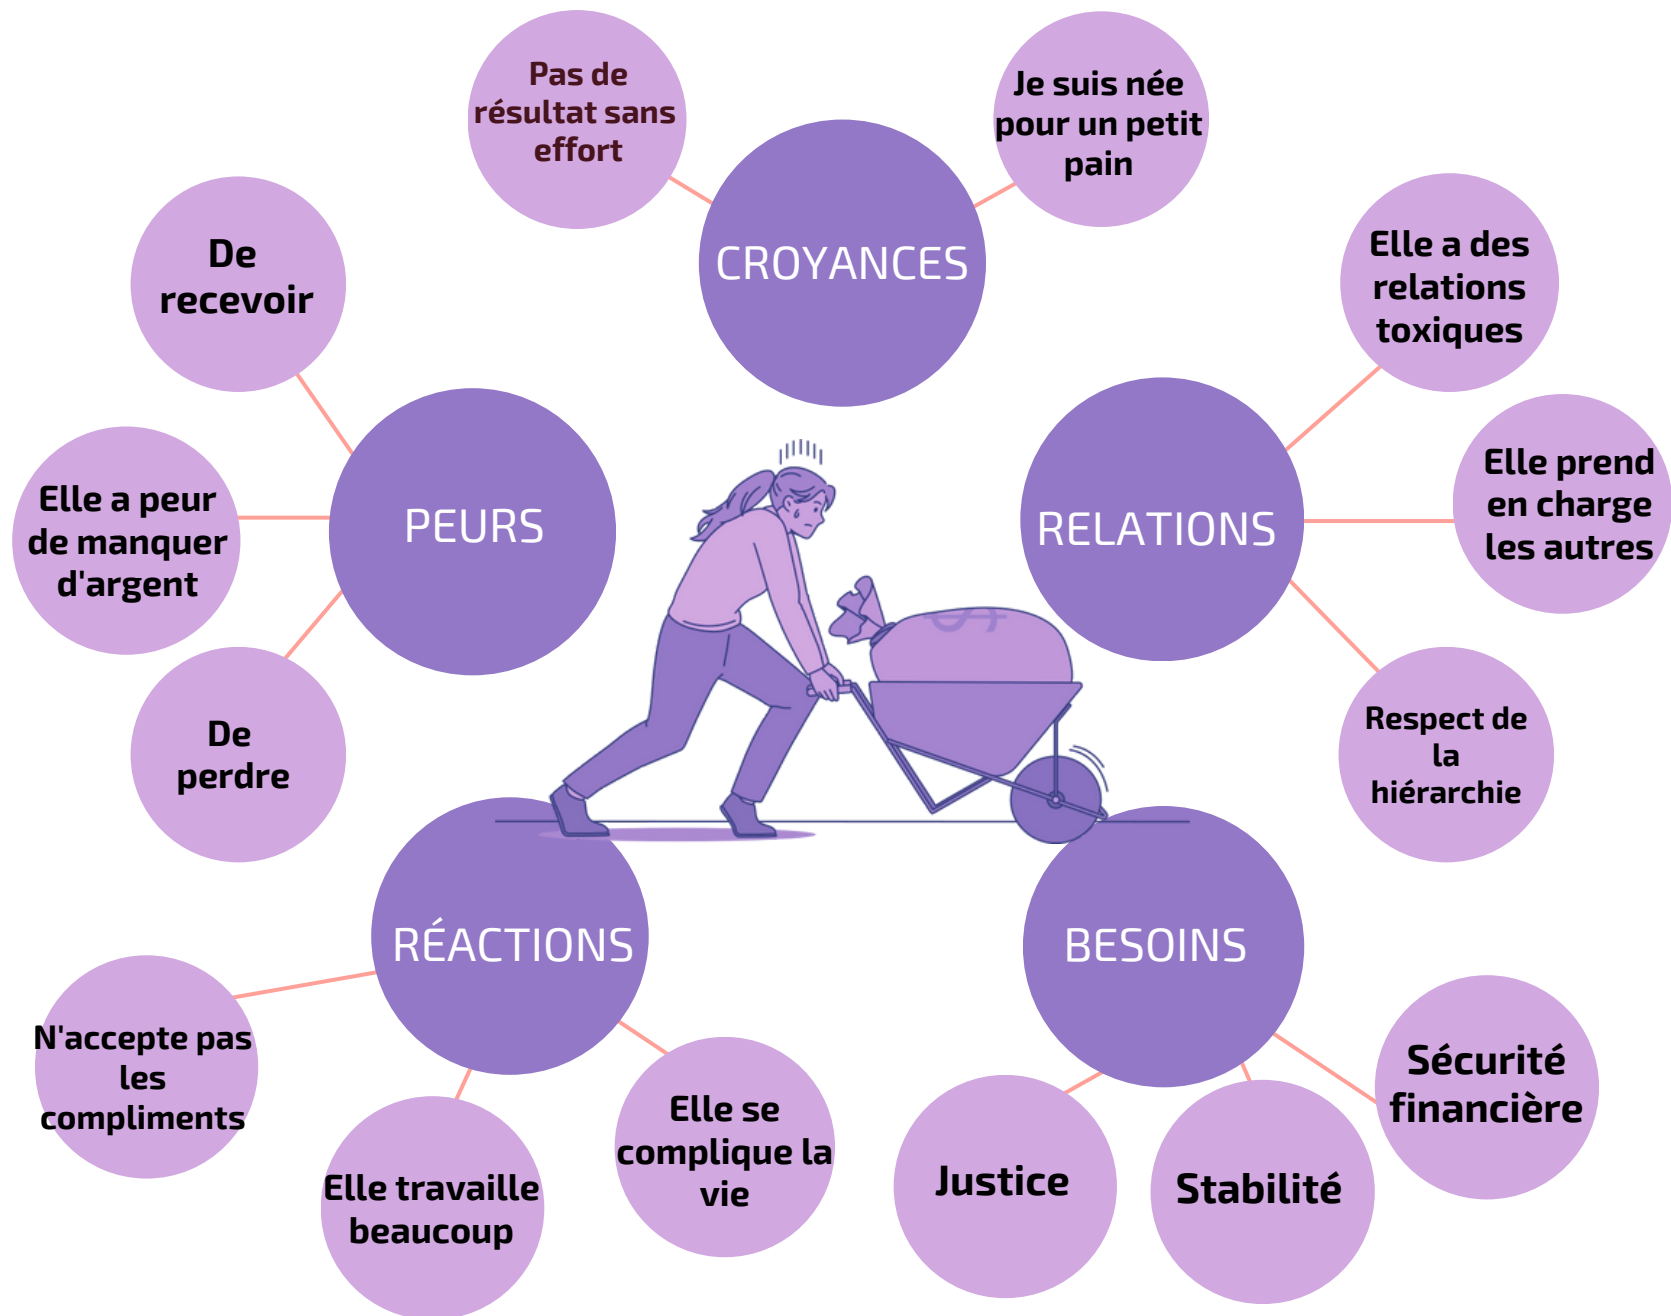 Pas de
résultat sans
effort
Je suis née
pour un petit
pain
CROYANCES
De
recevoir
Elle a peur
de manquer
d'argent
De
perdre
PEURS
Elle a des
relations
toxiques
Elle prend
en charge
les autres
Respect de
la
hiérarchie
RELATIONS
$
RÉACTIONS
N'accepte pas
les
compliments
Elle travaille
beaucoup
Elle se
complique la
vie
BESOINS
Justice
Stabilité
Sécurité
financière